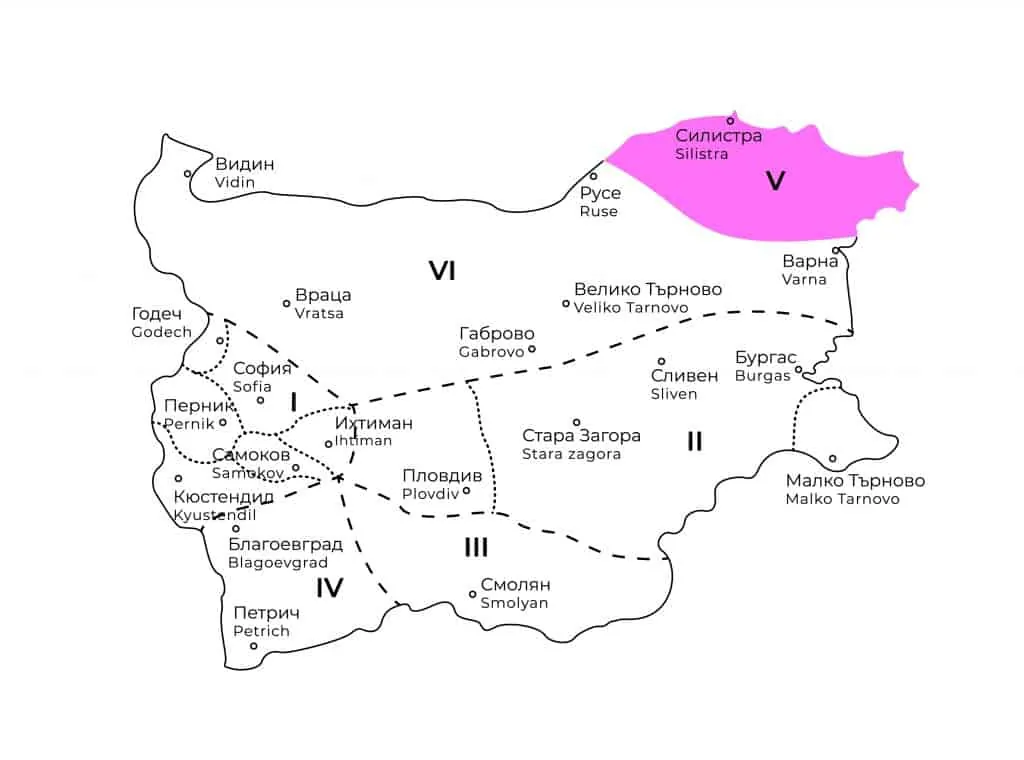 Силистра
Silistra
V
Видин
Vidin
Русе
Ruse
VI
Варна
Varna
Враца
Vratsa
Велико Търново
Veliko Tarnovo
Годеч
Godech
Габрово
Gabrovo
София
Sofia
Бургас
Burgas
Сливен
Sliven
I
Перник
Pernik
Ихтиман
Ihtiman
Стара Загора
Stara zagora
II
Самоков
Samokov
Пловдив
Plovdiv
Малко Търново
Malko Tarnovo
Кюстендил
Kyustendil
Благоевград
Blagoevgrad
III
IV
Смолян
Smolyan
Петрич
Petrich